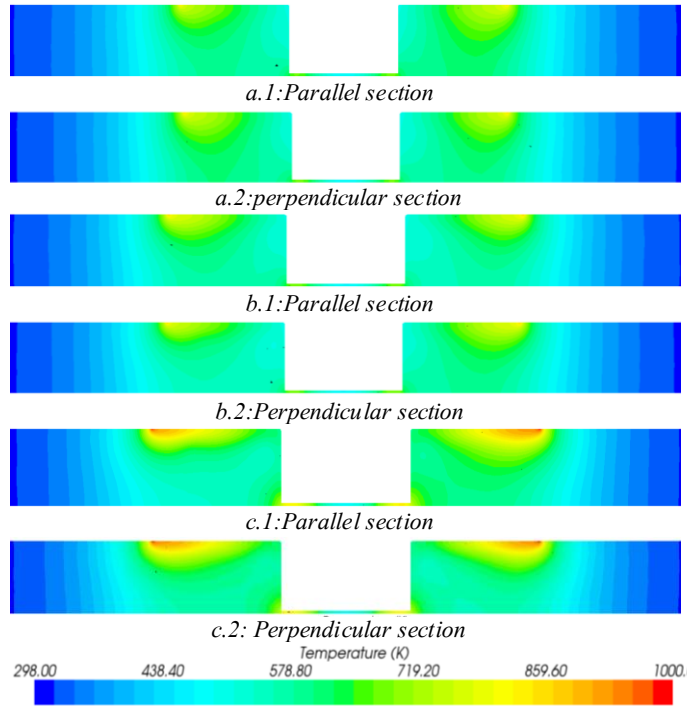 a.1:Parallel section
a.2:perpendicular section
b.1:Parallel section
b.2:Perpendicular section
c.1:Parallel section
c.2: Perpendicular section
Temperature (K)
298.00 438.40 578.80 719.20 859.60 1000.